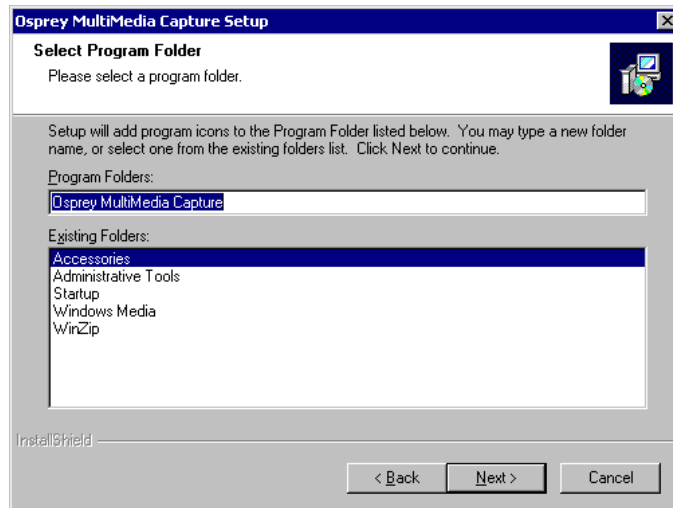 Osprey MultiMedia Capture Setup
Select Program Folder
Please select a program folder.
Setup will add program icons to the Program Folder listed below. You may type a new folder
name, or select one from the existing folders list. Click Next to continue.
Program Folders:
Osprey MultiMedia Capture
Existing Folders:
Accessories
Administrative Tools
Startup
Windows Media
WinZip
InstallShield
< Back Next > Cancel